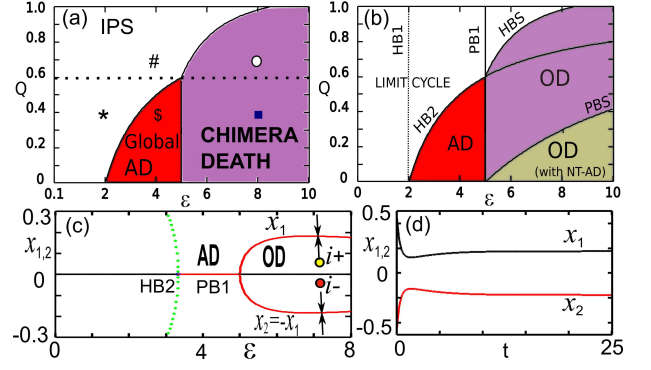 (a) IPS
1.0
0.8
0.6
Q
0.4
0.2
0.0
#
*
$
Global
AD
CHIMERA
DEATH
0.1 2 4 6 8 10
ε
(b)
1.0
0.8
0.6
Q
0.4
0.2
0.0
HB1
PB1
HBS
LIMIT CYCLE
OD
HB2
PBS
AD
OD
(with NT-AD)
0 2 4 6 8 10
ε
(c)
0.3
x1,2
0
-0.3
x1
AD OD
i+
HB2 PB1
i-
x2=-x1
4 6 8
ε
(d)
0.5
x1,2
0
-0.5
x1
x2
0 25
t